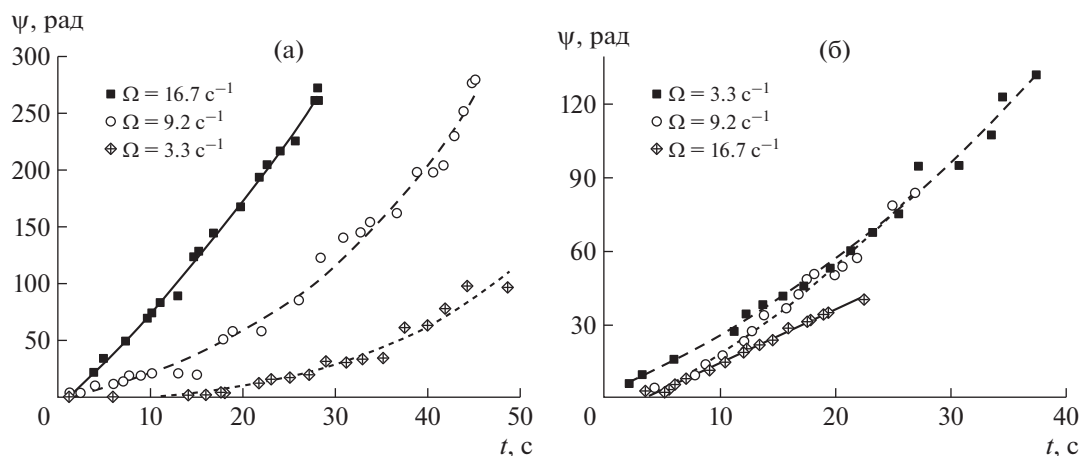 ψ, рад
(а)
300
250
200
150
100
50
0
10
20
30
40
50
t, с
Ω = 16.7 с⁻¹
Ω = 9.2 с⁻¹
Ω = 3.3 с⁻¹
ψ, рад
(б)
120
90
60
30
0
10
20
30
40
t, с
Ω = 3.3 с⁻¹
Ω = 9.2 с⁻¹
Ω = 16.7 с⁻¹